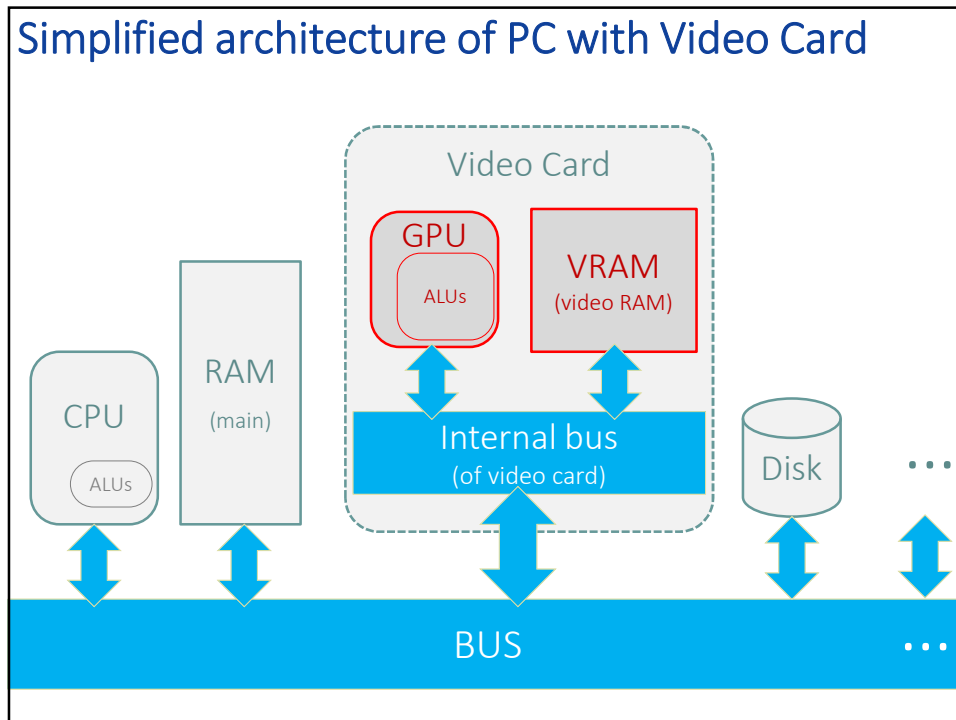 Simplified architecture of PC with Video Card
Video Card
GPU
ALUs
VRAM
(video RAM)
RAM
(main)
CPU
ALUs
Internal bus
(of video card)
Disk
...
BUS
...